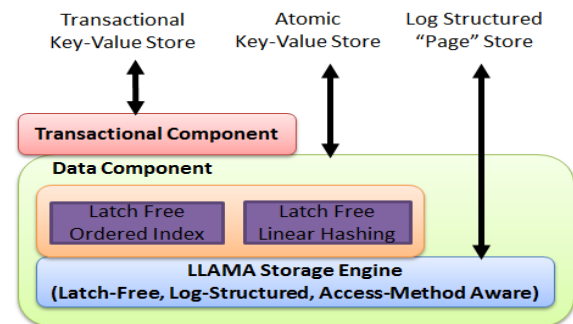 Transactional
Key-Value Store
Atomic
Key-Value Store
Log Structured
“Page” Store
Transactional Component
Data Component
Latch Free
Ordered Index
Latch Free
Linear Hashing
LLAMA Storage Engine
(Latch-Free, Log-Structured, Access-Method Aware)